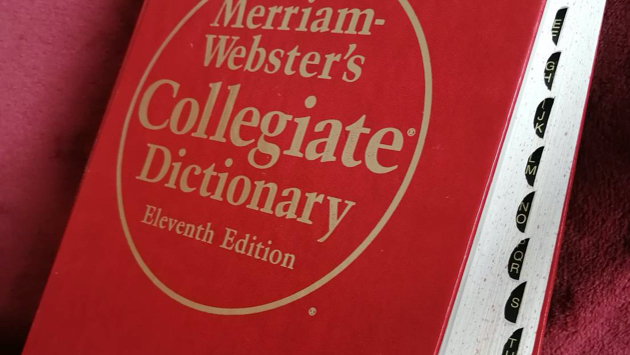 Merriam-
Webster's
Collegiate®
Dictionary
Eleventh Edition
®
E
F
G
H
I
J
K
L
M
N
O
Q
R
S
T